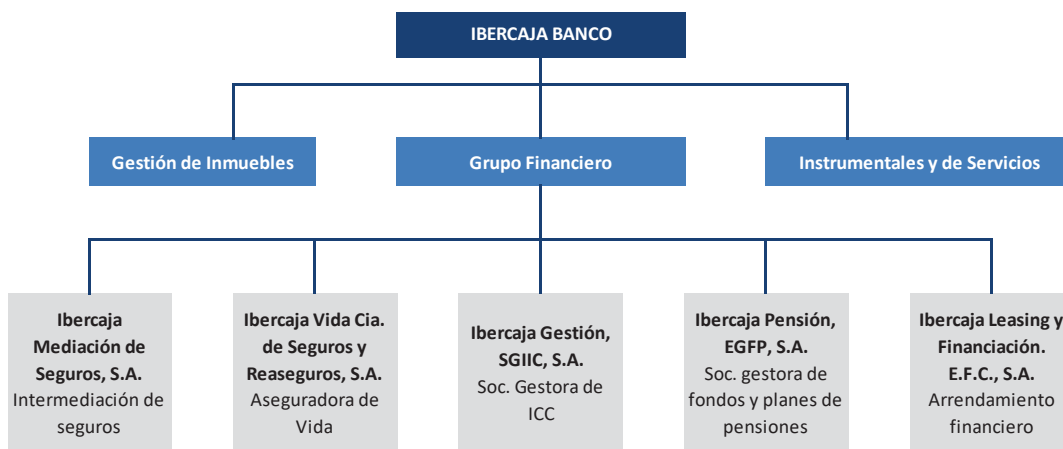 IBERCAJA BANCO
Gestión de Inmuebles
Grupo Financiero
Instrumentales y de Servicios
Ibercaja
Mediación de
Seguros, S.A.
Intermediación de
seguros
Ibercaja Vida Cia.
de Seguros y
Reaseguros, S.A.
Aseguradora de
Vida
Ibercaja Gestión,
SGIIC, S.A.
Soc. Gestora de
ICC
Ibercaja Pensión,
EGFP, S.A.
Soc. gestora de
fondos y planes de
pensiones
Ibercaja Leasing y
Financiación.
E.F.C., S.A.
Arrendamiento
financiero